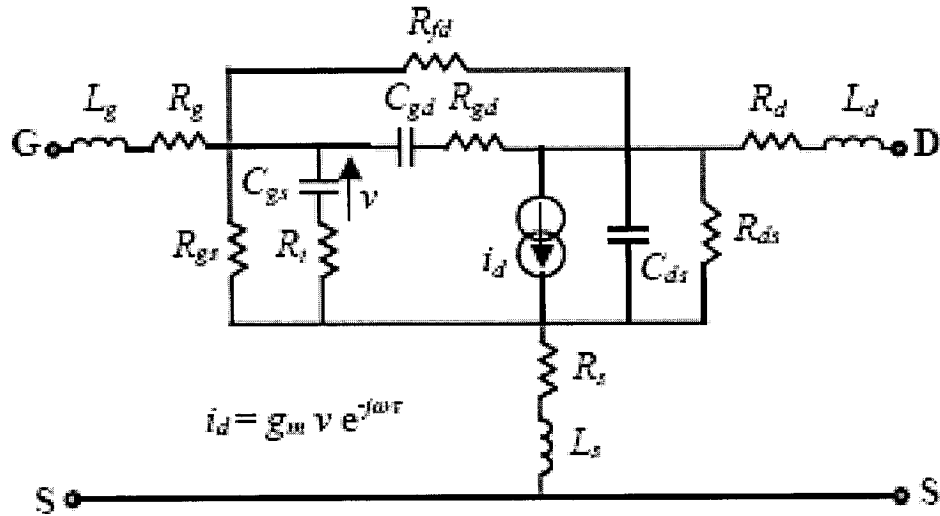 R_fd
L_g R_g C_gd R_gd R_d L_d
G D
C_gs v
R_gs R_i i_d C_ds R_ds
R_s
i_d = g_m v e^-jωτ
L_s
S S